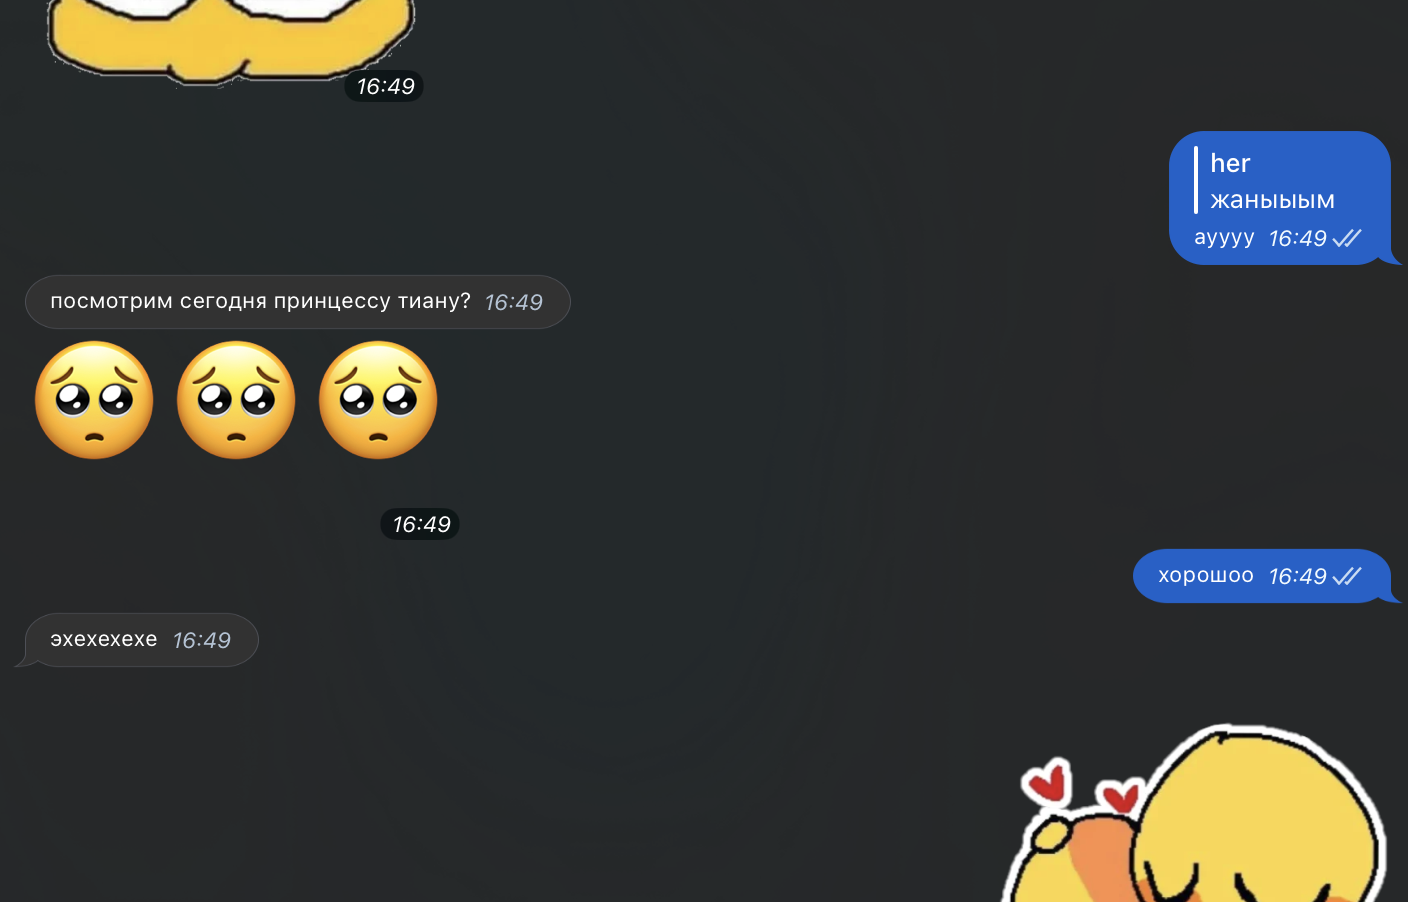 16:49
her
жаныыым
ауууу 16:49
посмотрим сегодня принцессу тиану? 16:49
16:49
хорошоо 16:49
эхехехехе 16:49